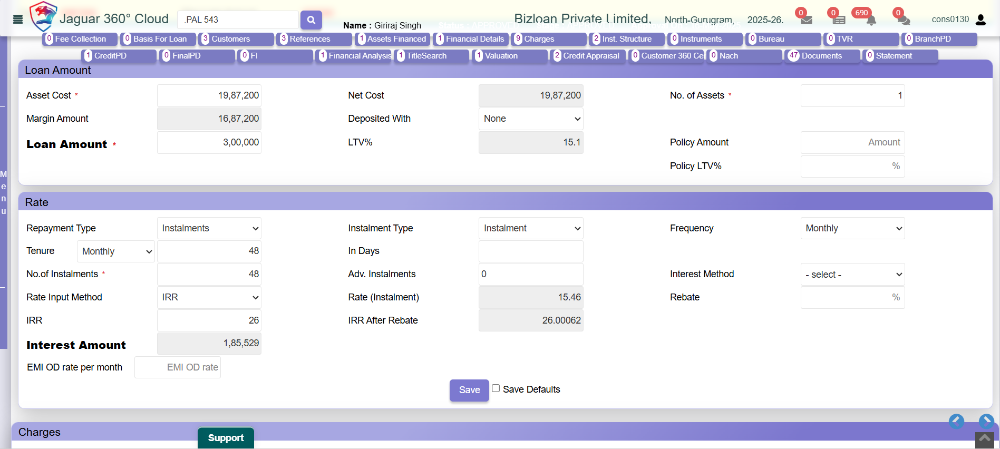 Jaguar 360° Cloud
.PAL 543
Name : Giriraj Singh
Status : APPROVED
Bizloan Private Limited,
North-Gurugram,
2025-26.
0
0
690
0
cons0130
0 Fee Collection
0 Basis For Loan
3 Customers
3 References
1 Assets Financed
1 Financial Details
9 Charges
2 Inst. Structure
0 Instruments
0 Bureau
0 TVR
0 BranchPD
1 CreditPD
0 FinalPD
0 FI
1 Financial Analysis
1 TitleSearch
1 Valuation
2 Credit Appraisal
0 Customer 360 Ce
0 Nach
47 Documents
0 Statement
Menu
Loan Amount
Asset Cost * 19,87,200
Net Cost 19,87,200
No. of Assets * 1
Margin Amount 16,87,200
Deposited With None
Loan Amount * 3,00,000
LTV% 15.1
Policy Amount Amount
Policy LTV% %
Rate
Repayment Type Instalments
Instalment Type Instalment
Frequency Monthly
Tenure Monthly 48
In Days
No.of Instalments * 48
Adv. Instalments 0
Interest Method - select -
Rate Input Method IRR
Rate (Instalment) 15.46
Rebate %
IRR 26
IRR After Rebate 26.00062
Interest Amount 1,85,529
EMI OD rate per month EMI OD rate
Save
Save Defaults
Charges
Support